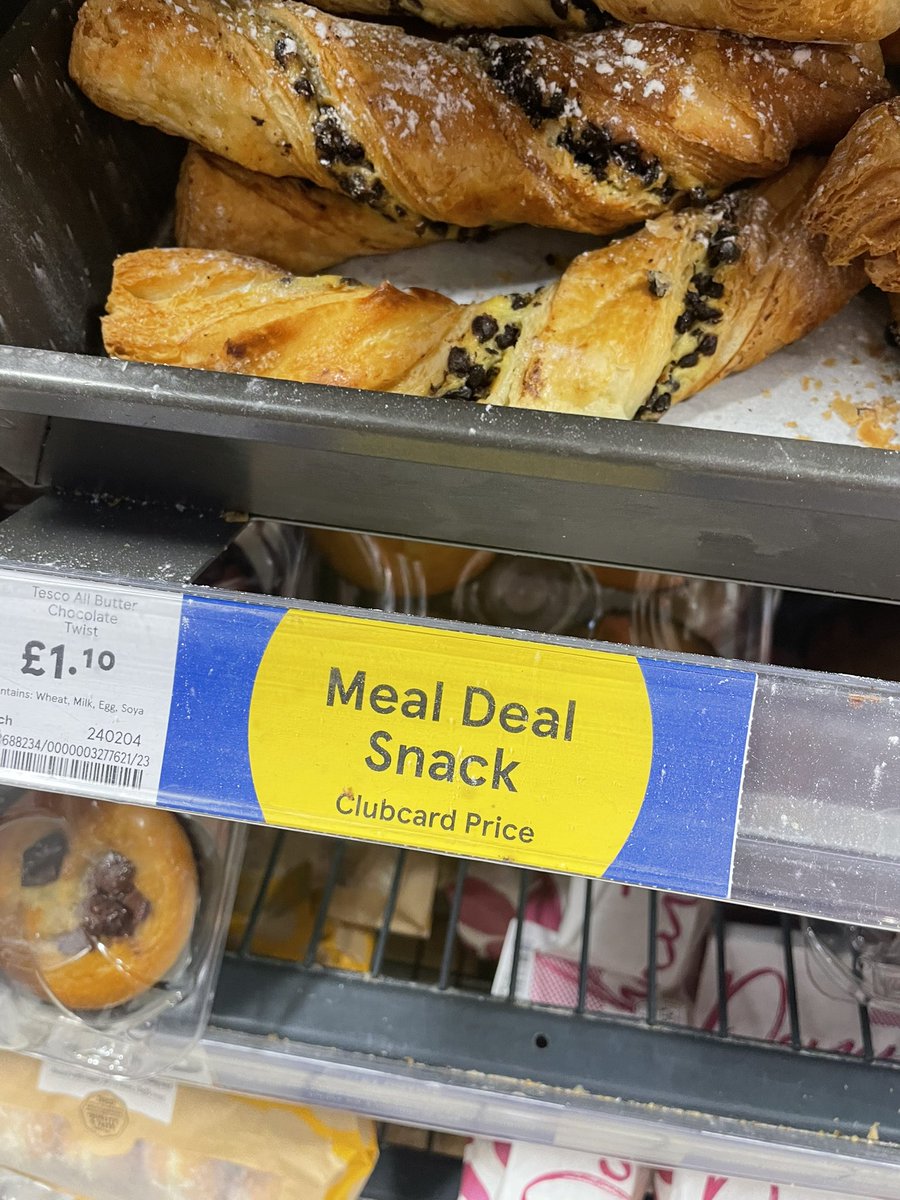 Tesco All Butter
Chocolate
Twist
£1.10
ntains: Wheat, Milk, Egg, Soya
ch
240204
688234/0000003277621/23
Meal Deal
Snack
Clubcard Price